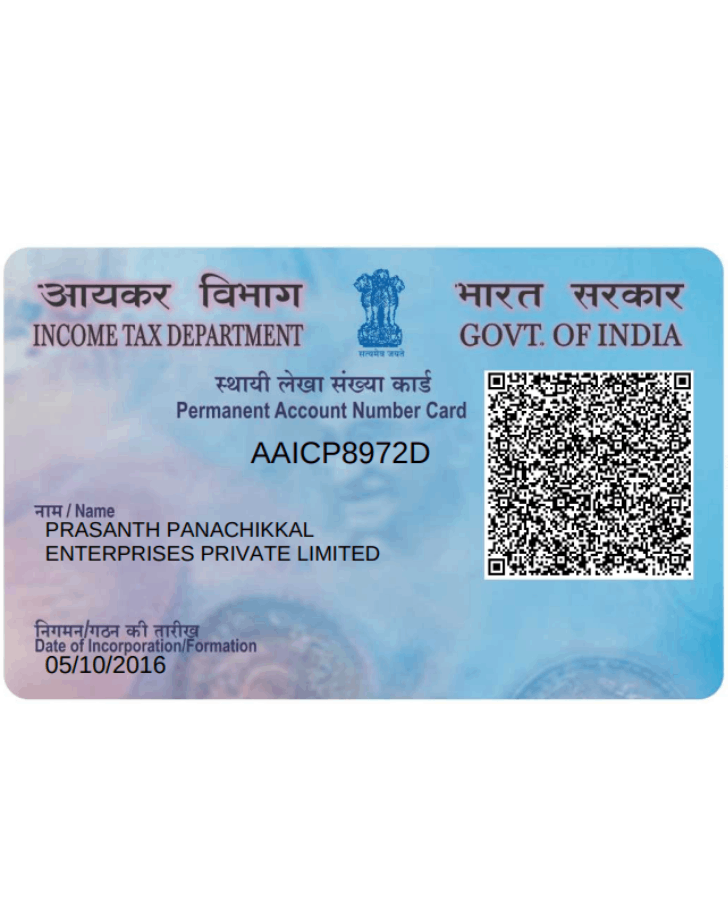 आयकर विभाग
INCOME TAX DEPARTMENT
सत्यमेव जयते
भारत सरकार
GOVT. OF INDIA
स्थायी लेखा संख्या कार्ड
Permanent Account Number Card
AAICP8972D
नाम / Name
PRASANTH PANACHIKKAL
ENTERPRISES PRIVATE LIMITED
निगमन/गठन की तारीख
Date of Incorporation/Formation
05/10/2016